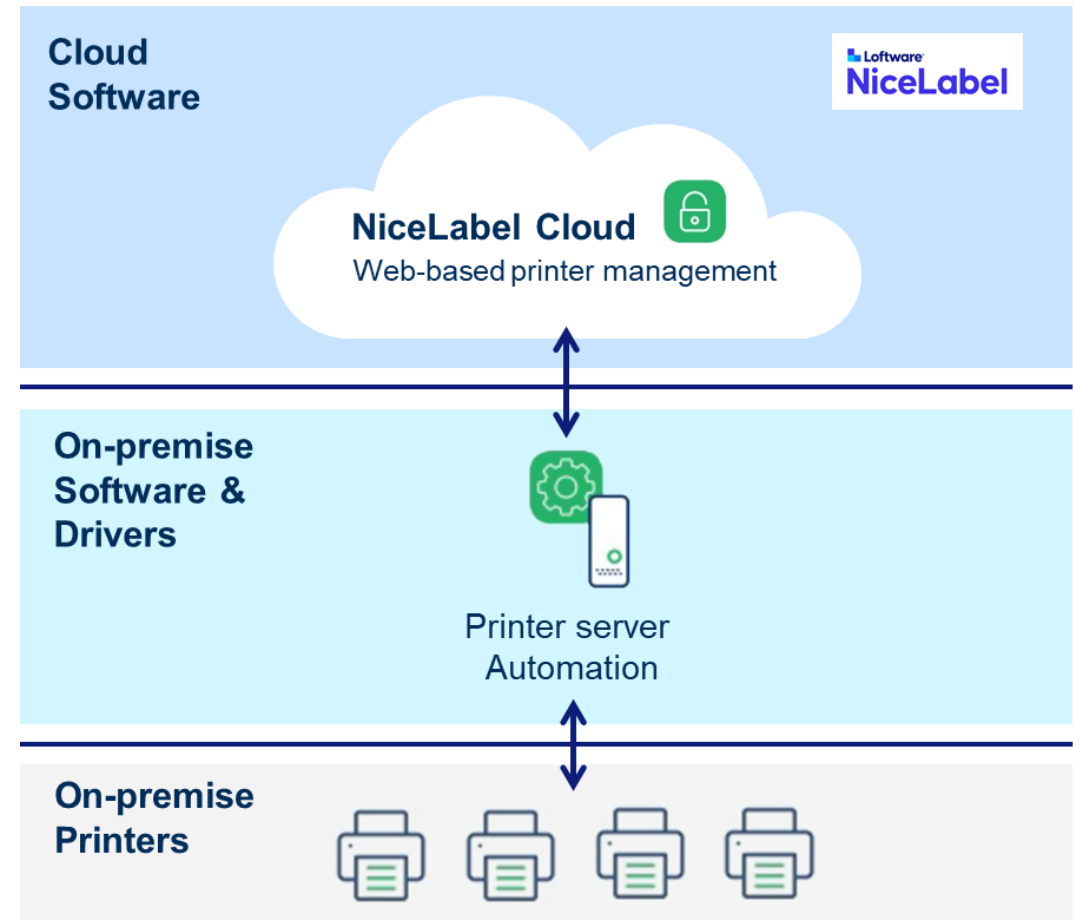 Cloud
Software
Loftware
NiceLabel
NiceLabel Cloud
Web-based printer management
On-premise
Software &
Drivers
Printer server
Automation
On-premise
Printers